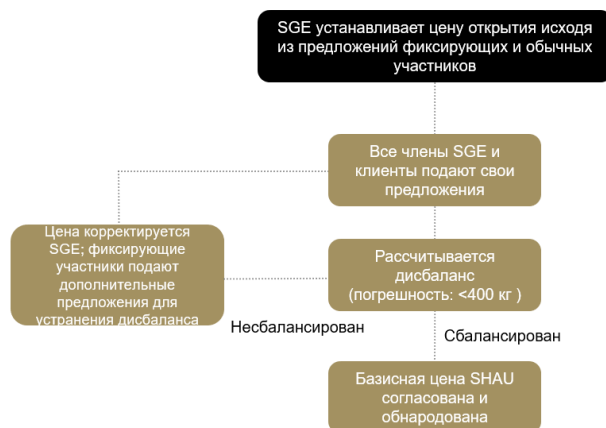 SGE устанавливает цену открытия исходя
из предложений фиксирующих и обычных
участников
Все члены SGE и
клиенты подают свои
предложения
Цена корректируется
SGE; фиксирующие
участники подают
дополнительные
предложения для
устранения дисбаланса
Рассчитывается
дисбаланс
(погрешность: <400 кг )
Несбалансирован
Сбалансирован
Базисная цена SHAU
согласована и
обнародована